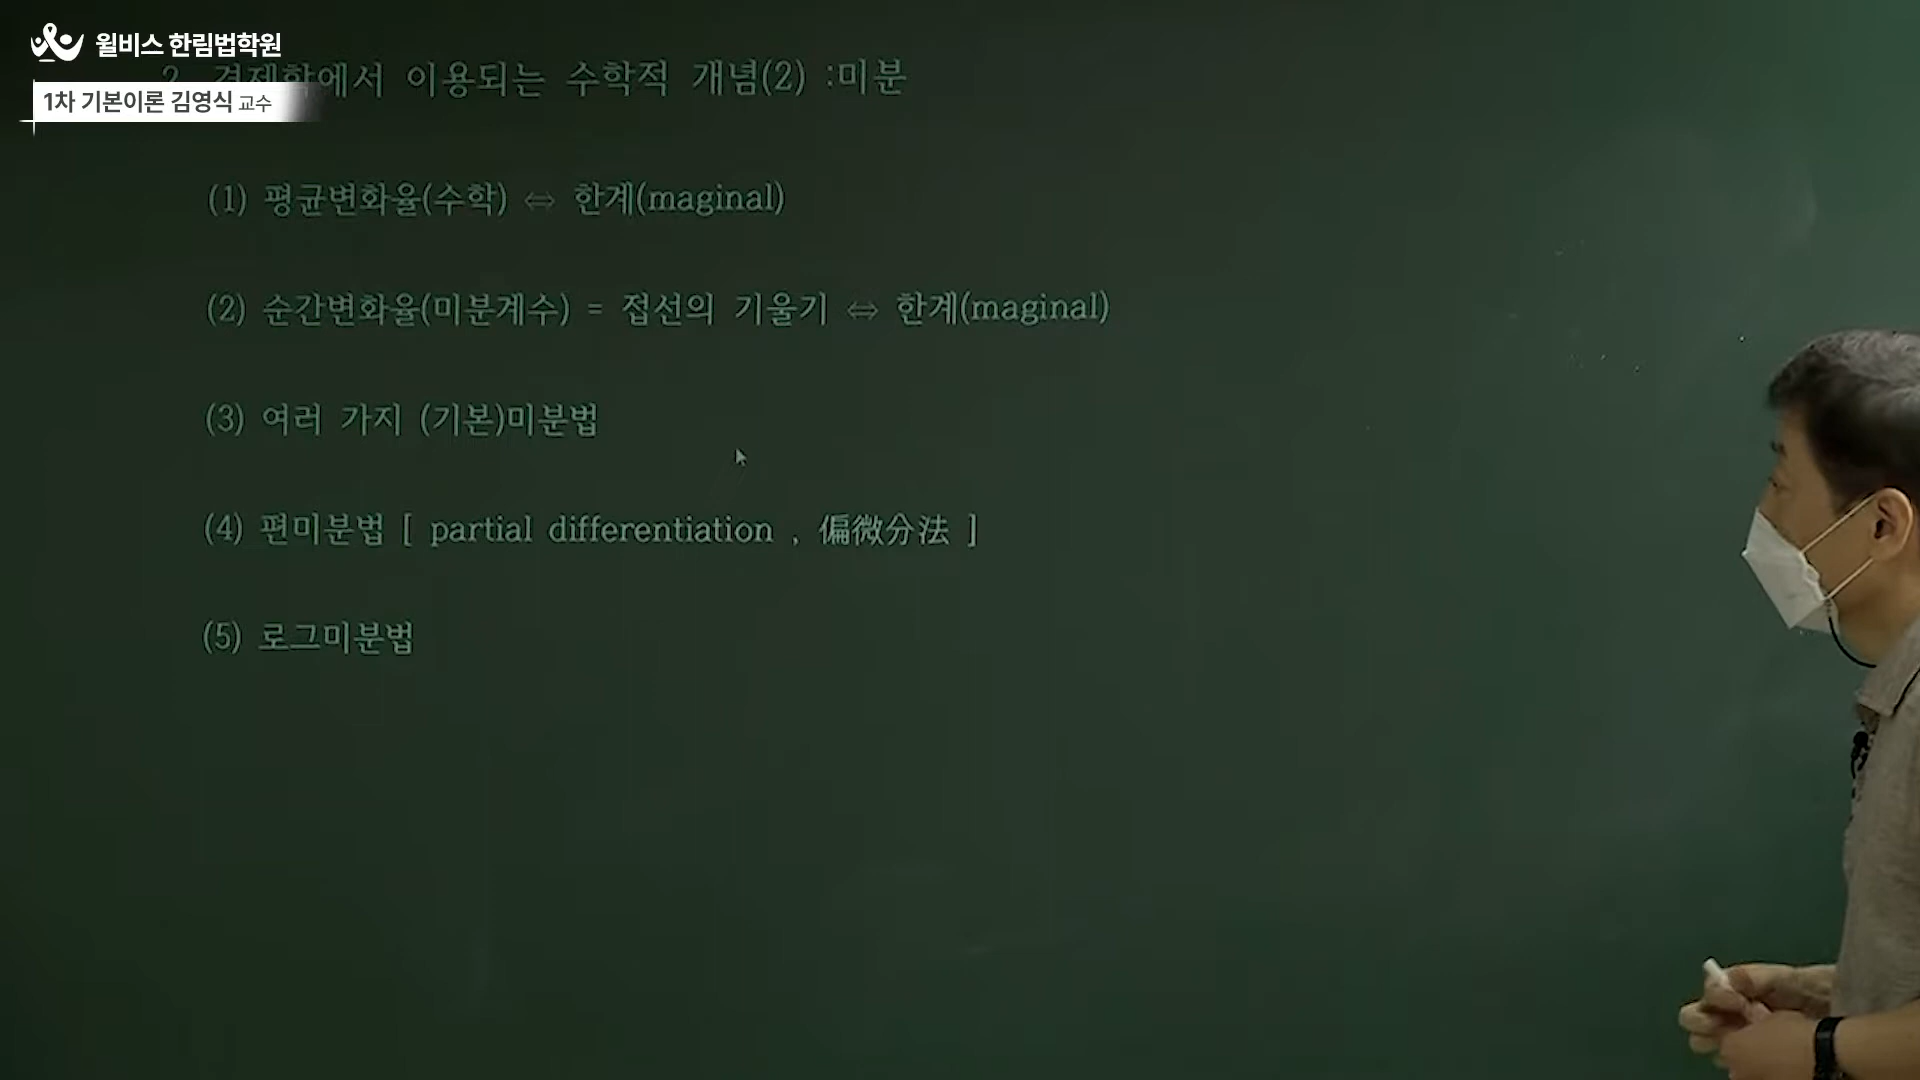 윌비스 한림법학원
2. 경제학에서 이용되는 수학적 개념(2) :미분
1차 기본이론 김영식 교수
(1) 평균변화율(수학) ⇔ 한계(maginal)
(2) 순간변화율(미분계수) = 접선의 기울기 ⇔ 한계(maginal)
(3) 여러 가지 (기본)미분법
(4) 편미분법 [ partial differentiation , 偏微分法 ]
(5) 로그미분법